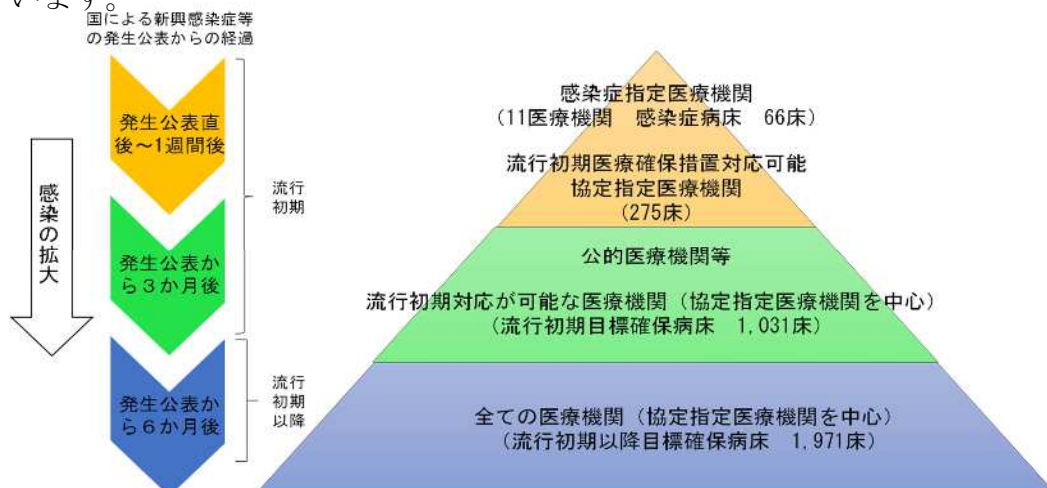 います。
国による新興感染症等
の発生公表からの経過
発生公表直
後～1週間後
発生公表か
ら３か月後
発生公表か
ら６か月後
感染の拡大
流行
初期
流行
初期
以降
感染症指定医療機関
（11医療機関　感染症病床　66床）
流行初期医療確保措置対応可能
協定指定医療機関
（275床）
公的医療機関等
流行初期対応が可能な医療機関（協定指定医療機関を中心）
（流行初期目標確保病床　1,031床）
全ての医療機関（協定指定医療機関を中心）
（流行初期以降目標確保病床　1,971床）